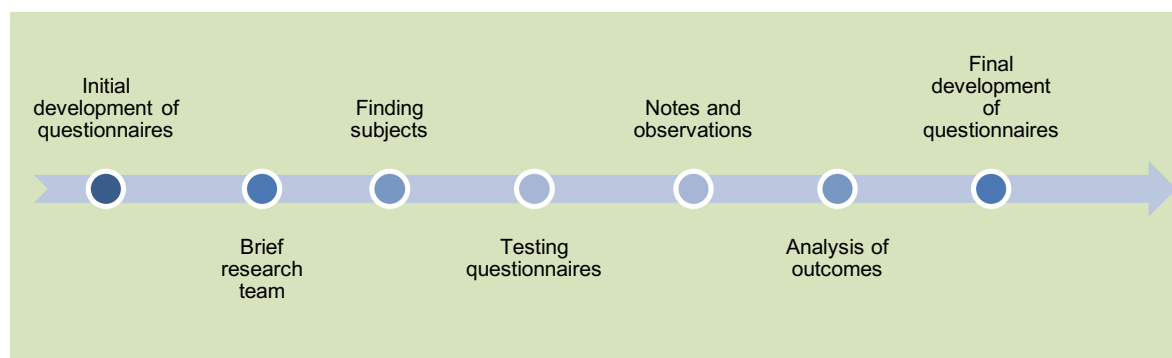 Initial
development of
questionnaires
Brief
research
team
Finding
subjects
Testing
questionnaires
Notes and
observations
Analysis of
outcomes
Final
development
of
questionnaires